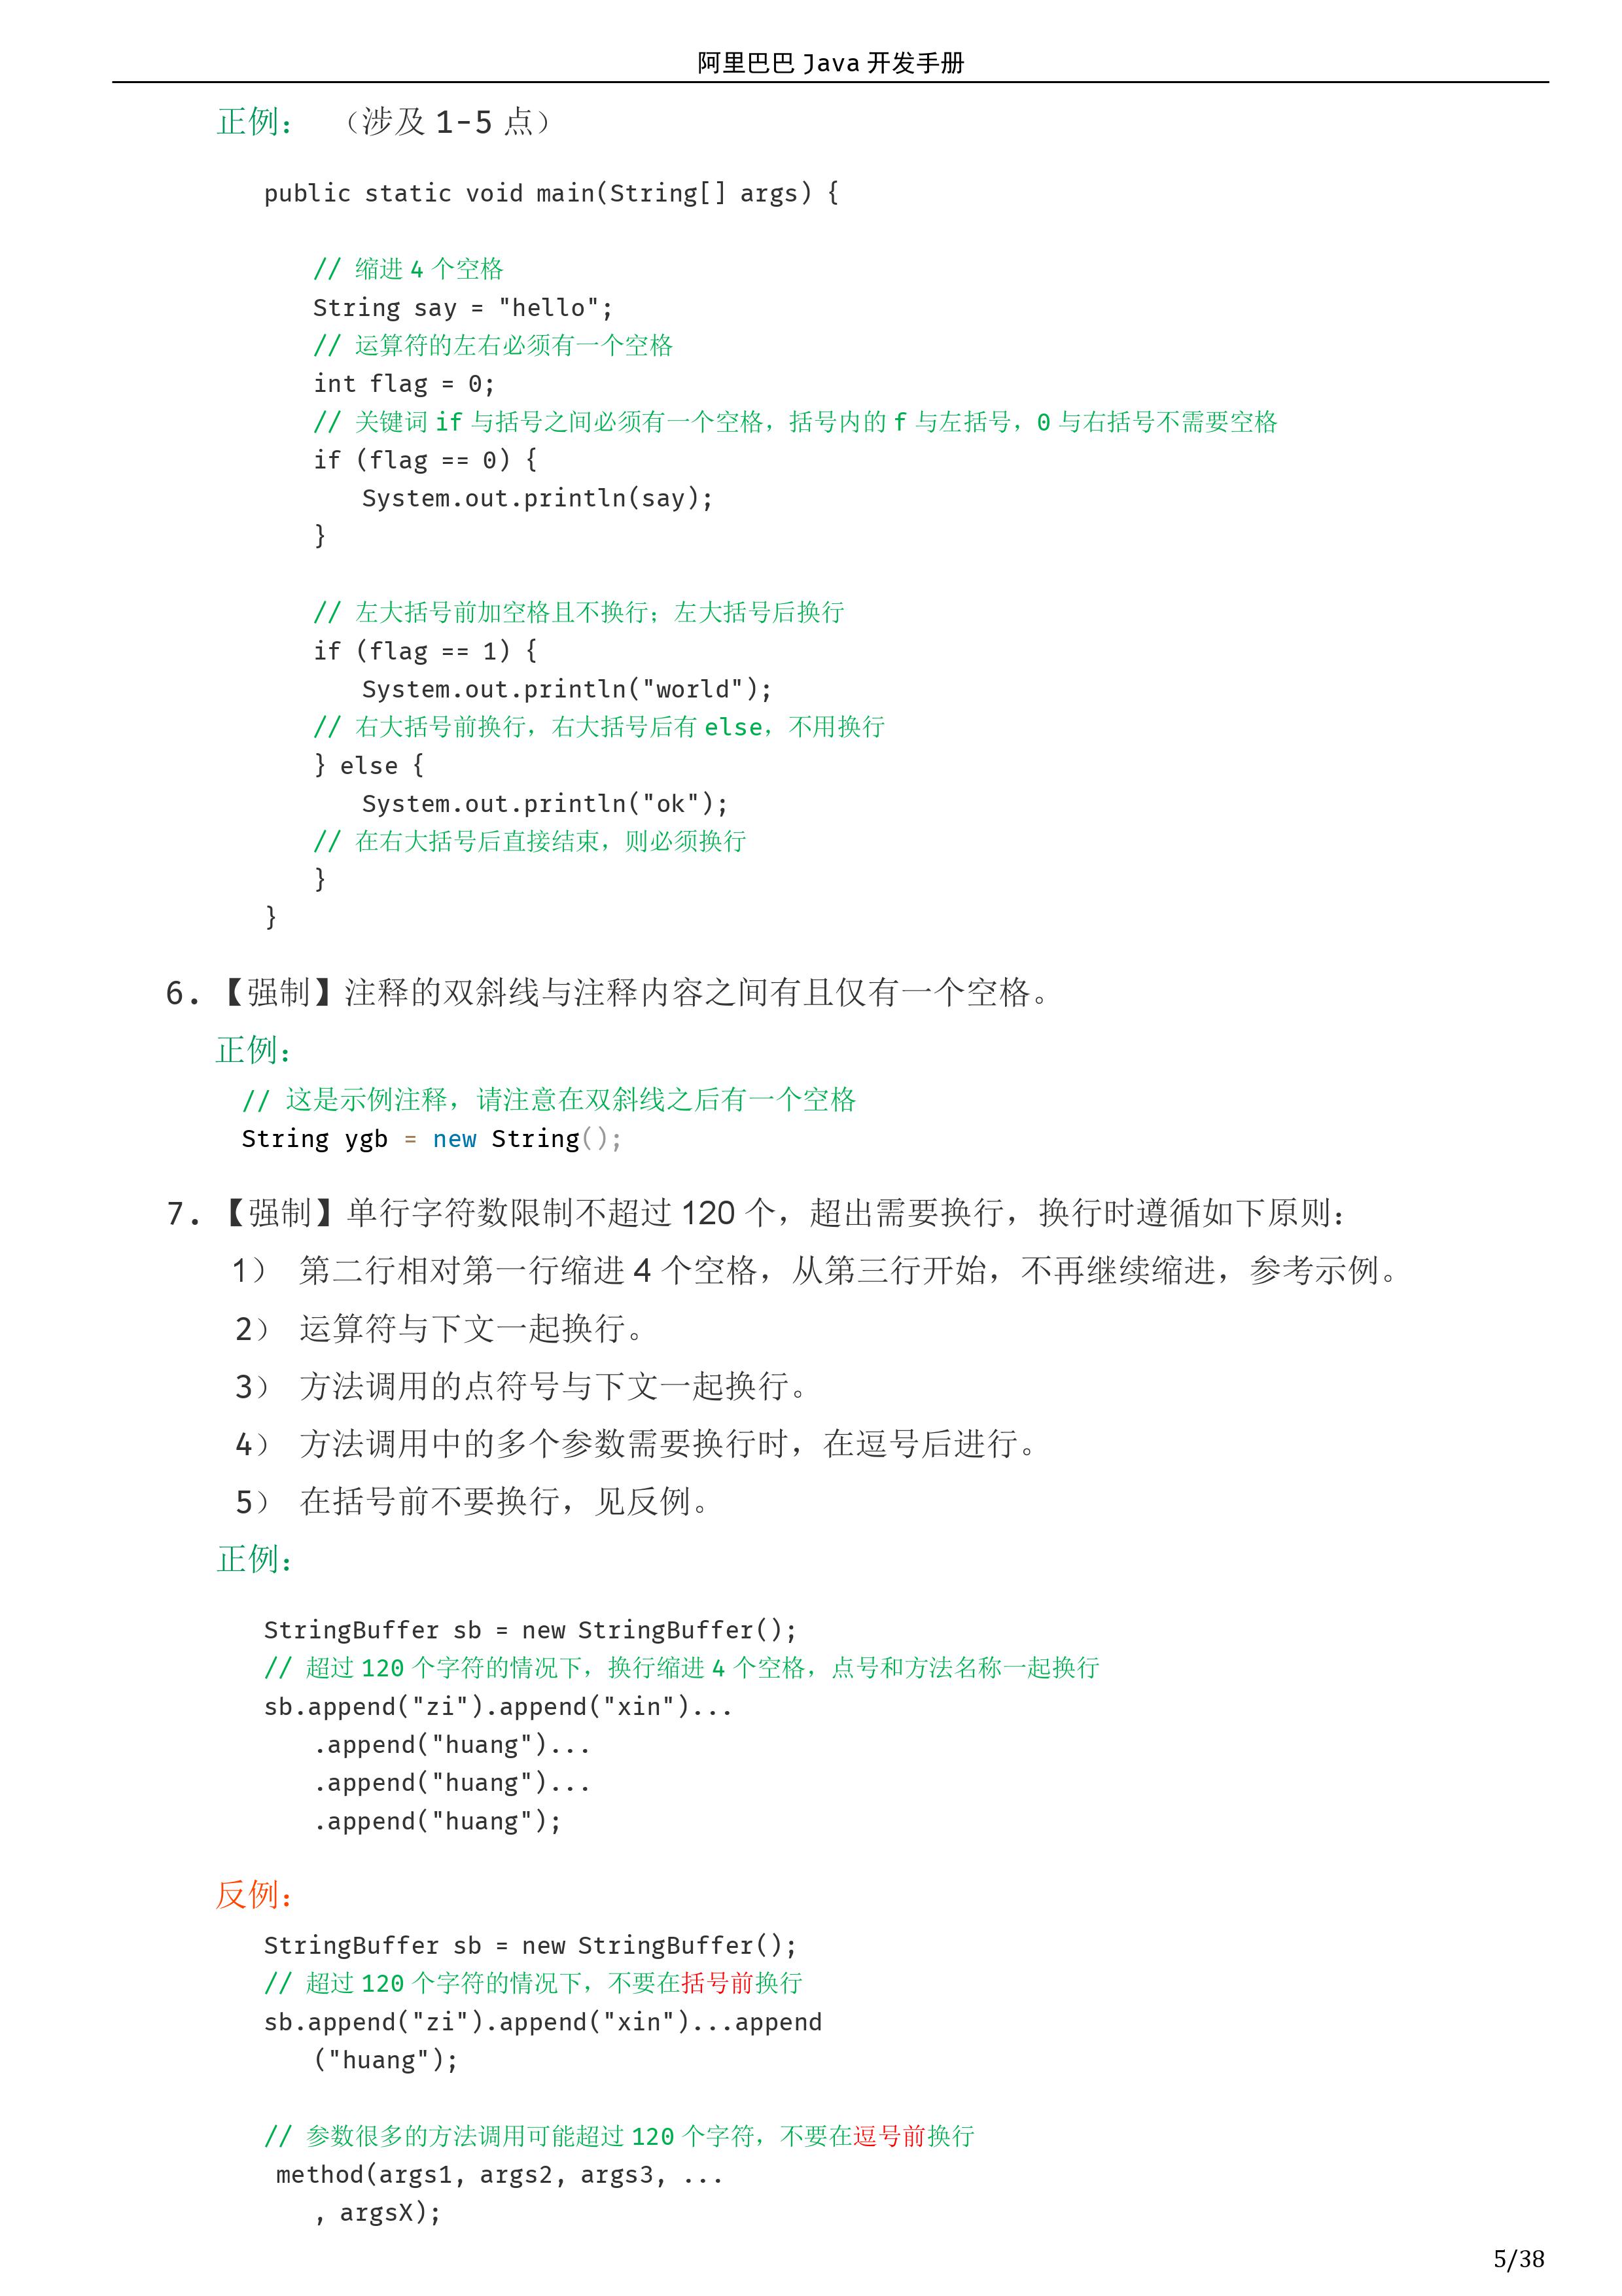 阿里巴巴 Java 开发手册
正例： （涉及 1-5 点）
public static void main(String[] args) {
// 缩进 4 个空格
String say = "hello";
// 运算符的左右必须有一个空格
int flag = 0;
// 关键词 if 与括号之间必须有一个空格，括号内的 f 与左括号，0 与右括号不需要空格
if (flag == 0) {
System.out.println(say);
}
// 左大括号前加空格且不换行；左大括号后换行
if (flag == 1) {
System.out.println("world");
// 右大括号前换行，右大括号后有 else，不用换行
} else {
System.out.println("ok");
// 在右大括号后直接结束，则必须换行
}
}
6. 【强制】注释的双斜线与注释内容之间有且仅有一个空格。
正例：
// 这是示例注释，请注意在双斜线之后有一个空格
String ygb = new String();
7. 【强制】单行字符数限制不超过 120 个，超出需要换行，换行时遵循如下原则：
1） 第二行相对第一行缩进 4 个空格，从第三行开始，不再继续缩进，参考示例。
2） 运算符与下文一起换行。
3） 方法调用的点符号与下文一起换行。
4） 方法调用中的多个参数需要换行时，在逗号后进行。
5） 在括号前不要换行，见反例。
正例：
StringBuffer sb = new StringBuffer();
// 超过 120 个字符的情况下，换行缩进 4 个空格，点号和方法名称一起换行
sb.append("zi").append("xin")...
.append("huang")...
.append("huang")...
.append("huang");
反例：
StringBuffer sb = new StringBuffer();
// 超过 120 个字符的情况下，不要在括号前换行
sb.append("zi").append("xin")...append
("huang");
// 参数很多的方法调用可能超过 120 个字符，不要在逗号前换行
method(args1, args2, args3, ...
, argsX);
5/38